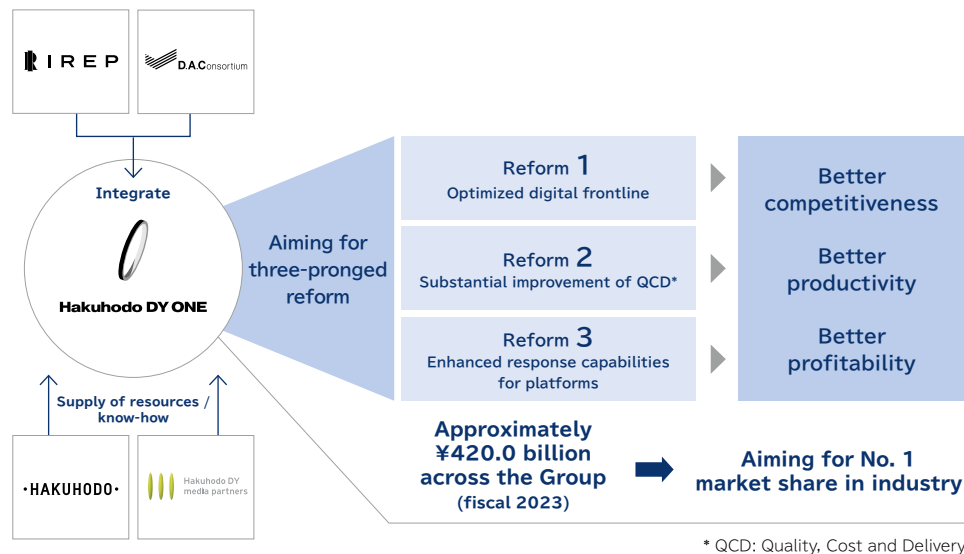 IREP
D.A.Consortium
Integrate
Hakuhodo DY ONE
Supply of resources /
know-how
·HAKUHODO·
Hakuhodo DY
media partners
Aiming for
three-pronged
reform
Reform 1
Optimized digital frontline
Reform 2
Substantial improvement of QCD*
Reform 3
Enhanced response capabilities
for platforms
Better
competitiveness
Better
productivity
Better
profitability
Approximately
¥420.0 billion
across the Group
(fiscal 2023)
Aiming for No. 1
market share in industry
* QCD: Quality, Cost and Delivery